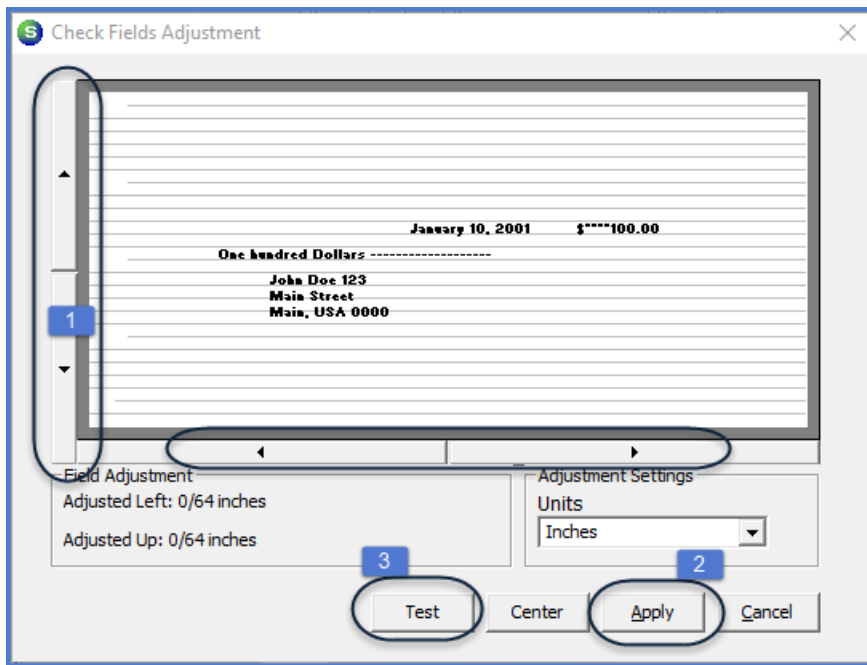 S Check Fields Adjustment
January 10, 2001 $****100.00
One hundred Dollars --------------------
John Doe 123
Main Street
Main, USA 0000
1
Field Adjustment
Adjusted Left: 0/64 inches
Adjusted Up: 0/64 inches
Adjustment Settings
Units
Inches
3
2
Test Center Apply Cancel